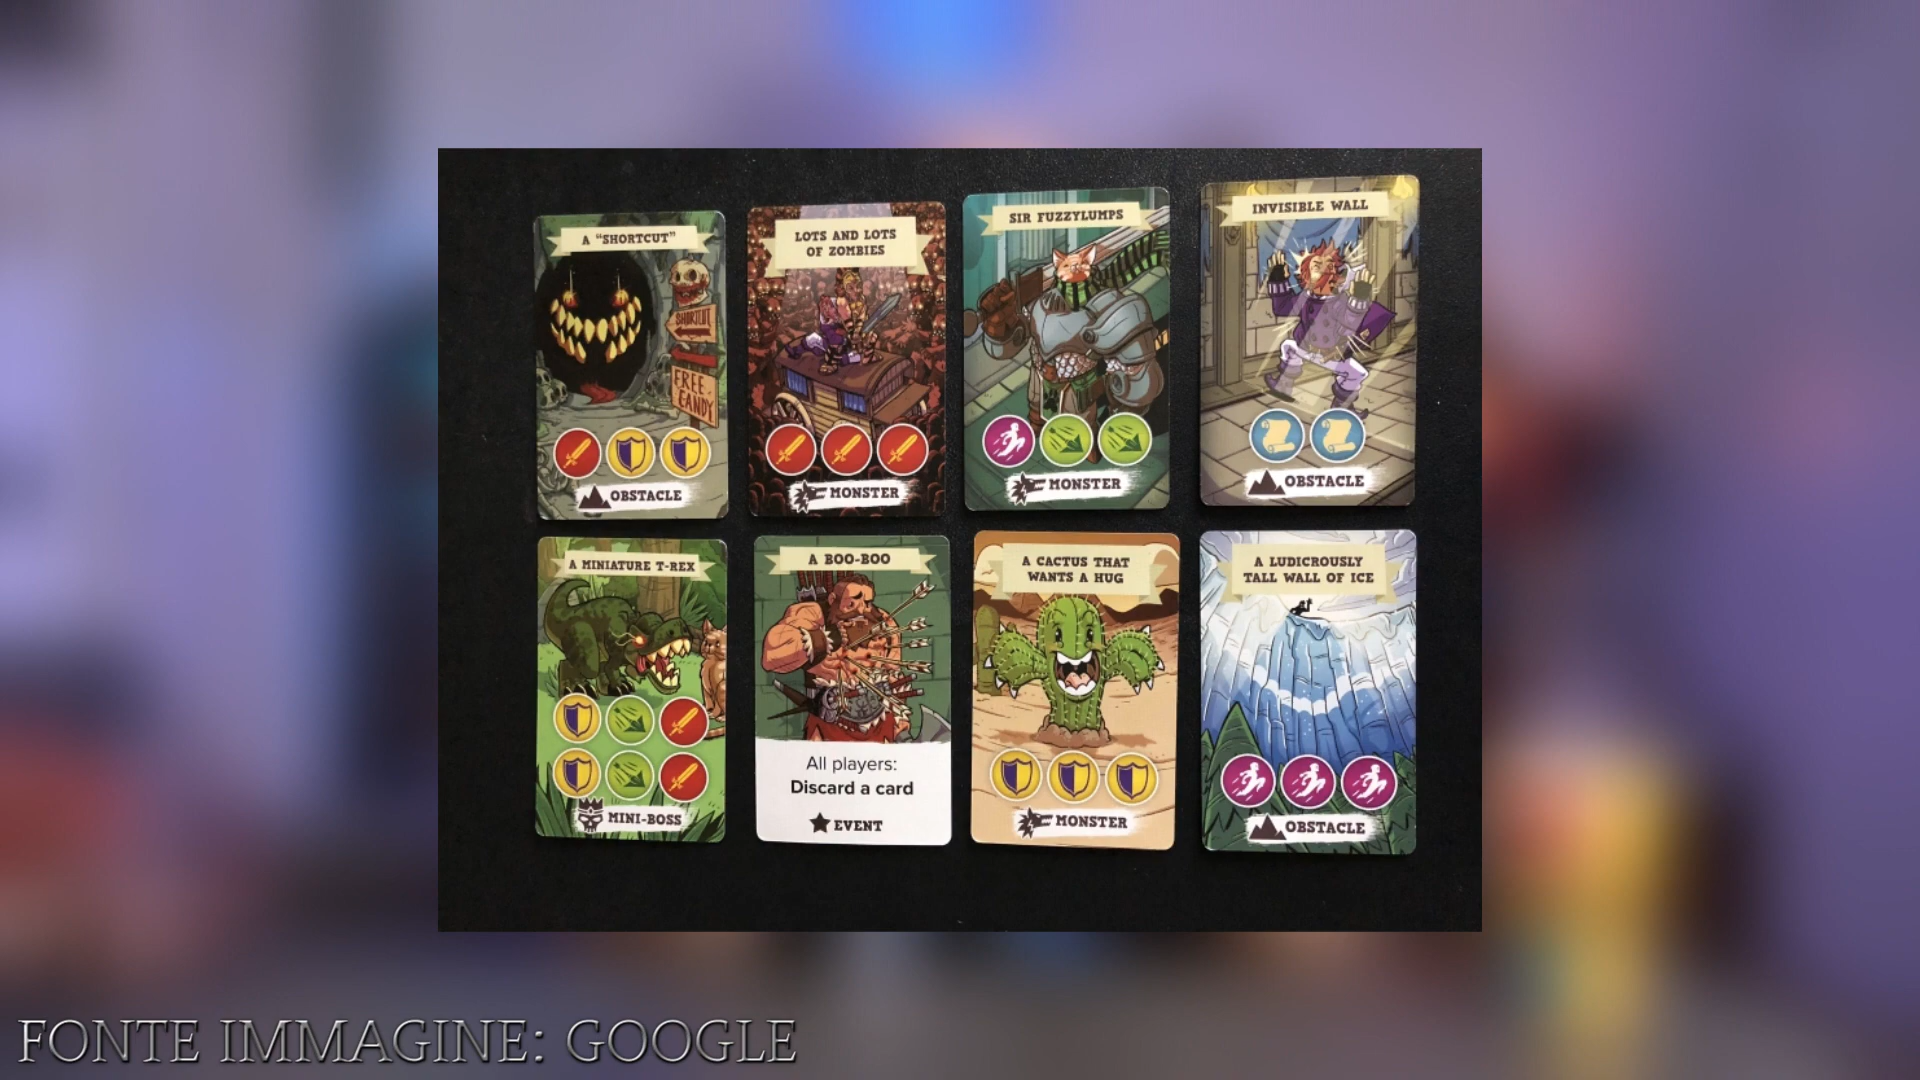 A "SHORTCUT"
SHORTCUT
FREE
CANDY
OBSTACLE
LOTS AND LOTS
OF ZOMBIES
MONSTER
SIR FUZZYLUMPS
MONSTER
INVISIBLE WALL
OBSTACLE
A MINIATURE T-REX
MINI-BOSS
A BOO-BOO
All players:
Discard a card
EVENT
A CACTUS THAT
WANTS A HUG
MONSTER
A LUDICROUSLY
TALL WALL OF ICE
OBSTACLE
FONTE IMMAGINE: GOOGLE